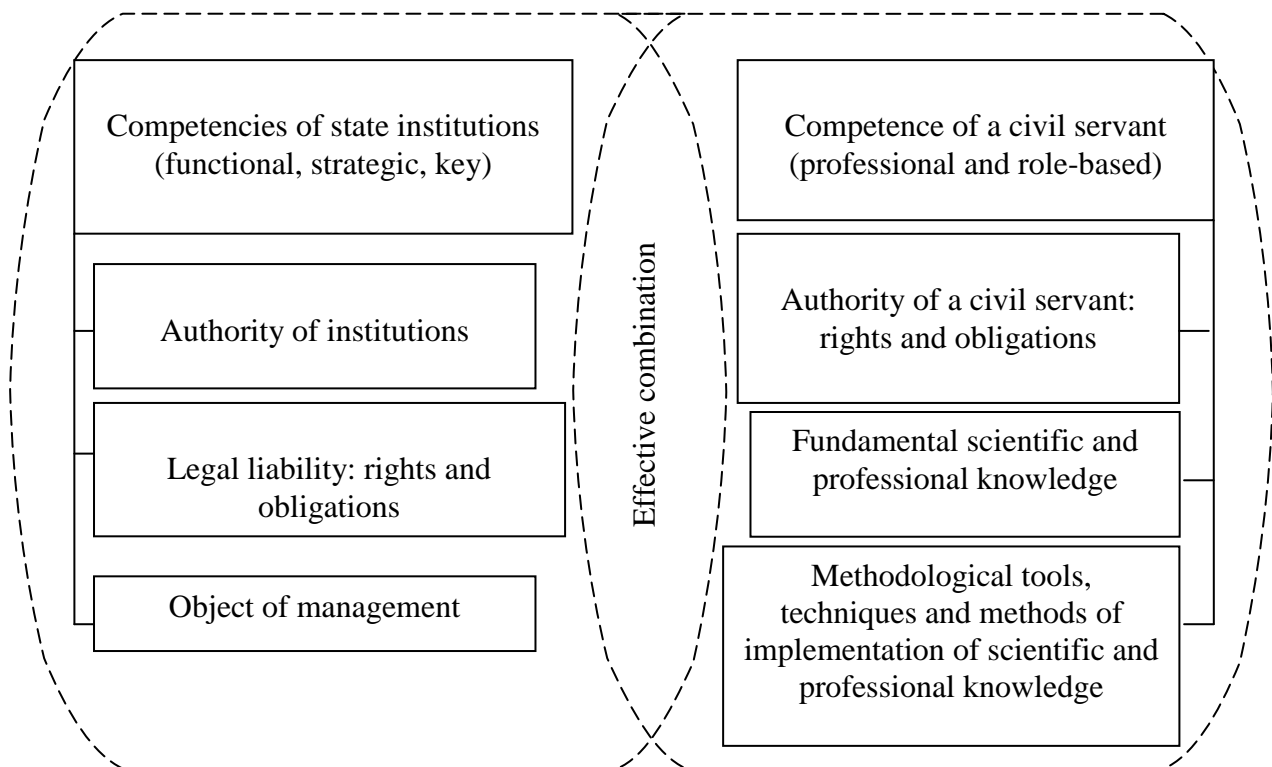 Competencies of state institutions
(functional, strategic, key)
Authority of institutions
Legal liability: rights and
obligations
Object of management
Effective combination
Competence of a civil servant
(professional and role-based)
Authority of a civil servant:
rights and obligations
Fundamental scientific and
professional knowledge
Methodological tools,
techniques and methods of
implementation of scientific and
professional knowledge